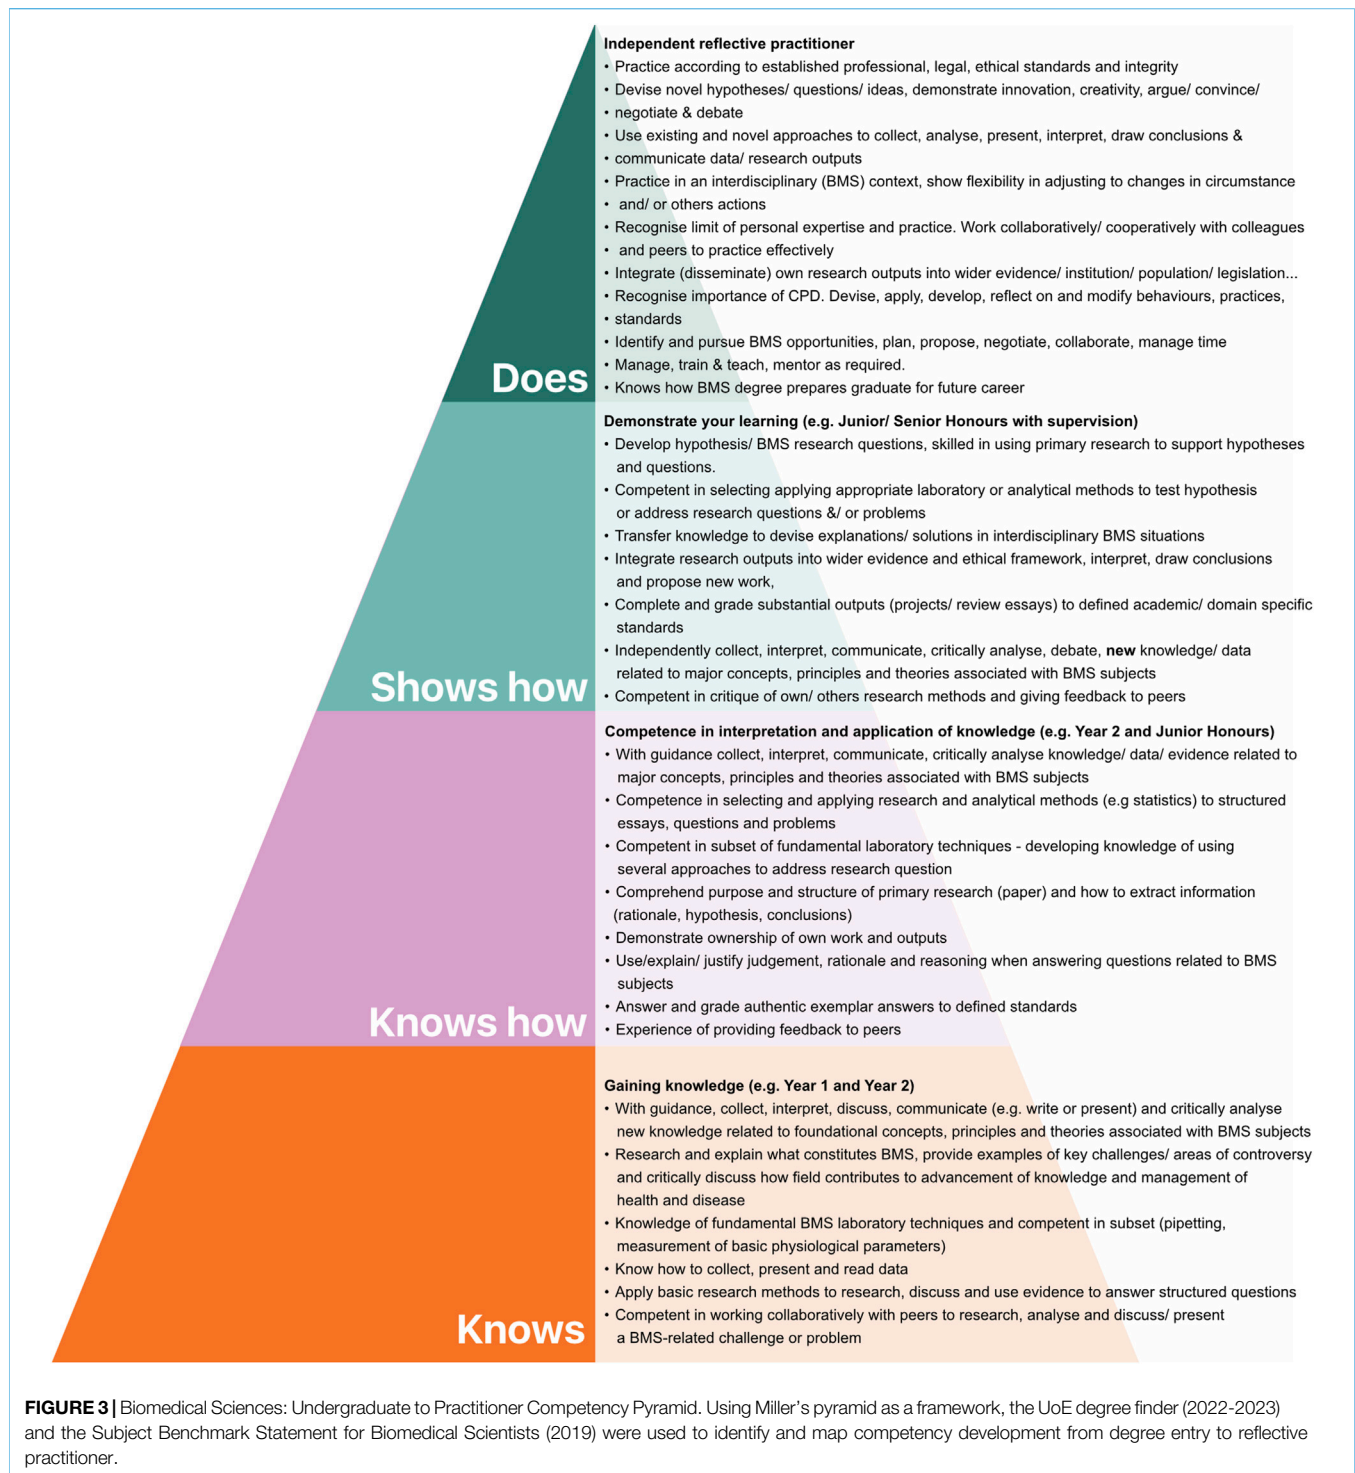 Independent reflective practitioner
• Practice according to established professional, legal, ethical standards and integrity
• Devise novel hypotheses/ questions/ ideas, demonstrate innovation, creativity, argue/ convince/
• negotiate & debate
• Use existing and novel approaches to collect, analyse, present, interpret, draw conclusions &
• communicate data/ research outputs
• Practice in an interdisciplinary (BMS) context, show flexibility in adjusting to changes in circumstance
• and/ or others actions
• Recognise limit of personal expertise and practice. Work collaboratively/ cooperatively with colleagues
• and peers to practice effectively
• Integrate (disseminate) own research outputs into wider evidence/ institution/ population/ legislation...
• Recognise importance of CPD. Devise, apply, develop, reflect on and modify behaviours, practices,
• standards
• Identify and pursue BMS opportunities, plan, propose, negotiate, collaborate, manage time
• Manage, train & teach, mentor as required.
• Knows how BMS degree prepares graduate for future career
Does
Demonstrate your learning (e.g. Junior/ Senior Honours with supervision)
• Develop hypothesis/ BMS research questions, skilled in using primary research to support hypotheses
and questions.
• Competent in selecting applying appropriate laboratory or analytical methods to test hypothesis
or address research questions &/ or problems
• Transfer knowledge to devise explanations/ solutions in interdisciplinary BMS situations
• Integrate research outputs into wider evidence and ethical framework, interpret, draw conclusions
and propose new work,
• Complete and grade substantial outputs (projects/ review essays) to defined academic/ domain specific
standards
• Independently collect, interpret, communicate, critically analyse, debate, new knowledge/ data
related to major concepts, principles and theories associated with BMS subjects
• Competent in critique of own/ others research methods and giving feedback to peers
Shows how
Competence in interpretation and application of knowledge (e.g. Year 2 and Junior Honours)
• With guidance collect, interpret, communicate, critically analyse knowledge/ data/ evidence related to
major concepts, principles and theories associated with BMS subjects
• Competence in selecting and applying research and analytical methods (e.g statistics) to structured
essays, questions and problems
• Competent in subset of fundamental laboratory techniques - developing knowledge of using
several approaches to address research question
• Comprehend purpose and structure of primary research (paper) and how to extract information
(rationale, hypothesis, conclusions)
• Demonstrate ownership of own work and outputs
• Use/explain/ justify judgement, rationale and reasoning when answering questions related to BMS
subjects
• Answer and grade authentic exemplar answers to defined standards
• Experience of providing feedback to peers
Knows how
Gaining knowledge (e.g. Year 1 and Year 2)
• With guidance, collect, interpret, discuss, communicate (e.g. write or present) and critically analyse
new knowledge related to foundational concepts, principles and theories associated with BMS subjects
• Research and explain what constitutes BMS, provide examples of key challenges/ areas of controversy
and critically discuss how field contributes to advancement of knowledge and management of
health and disease
• Knowledge of fundamental BMS laboratory techniques and competent in subset (pipetting,
measurement of basic physiological parameters)
• Know how to collect, present and read data
• Apply basic research methods to research, discuss and use evidence to answer structured questions
• Competent in working collaboratively with peers to research, analyse and discuss/ present
a BMS-related challenge or problem
Knows
FIGURE 3 | Biomedical Sciences: Undergraduate to Practitioner Competency Pyramid. Using Miller's pyramid as a framework, the UoE degree finder (2022-2023)
and the Subject Benchmark Statement for Biomedical Scientists (2019) were used to identify and map competency development from degree entry to reflective
practitioner.